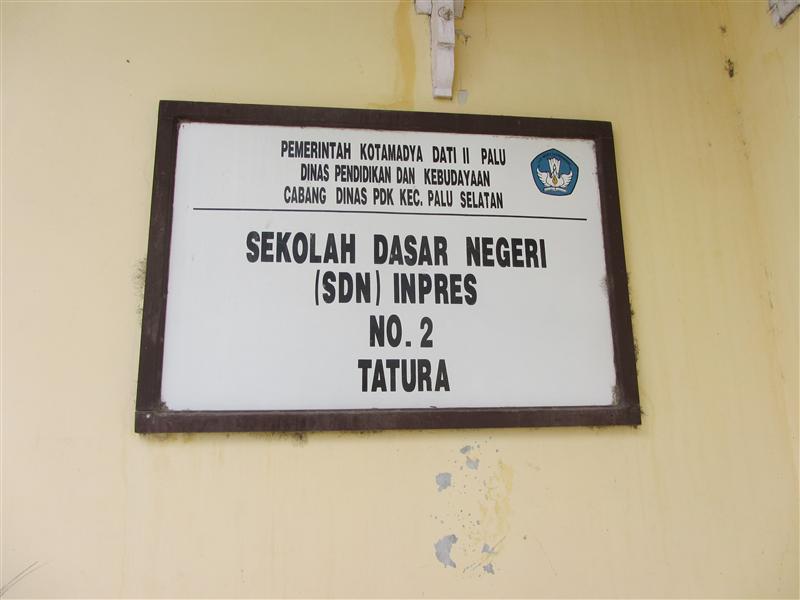 PEMERINTAH KOTAMADYA DATI II PALU
DINAS PENDIDIKAN DAN KEBUDAYAAN
CABANG DINAS PDK KEC. PALU SELATAN
SEKOLAH DASAR NEGERI
(SDN) INPRES
NO. 2
TATURA